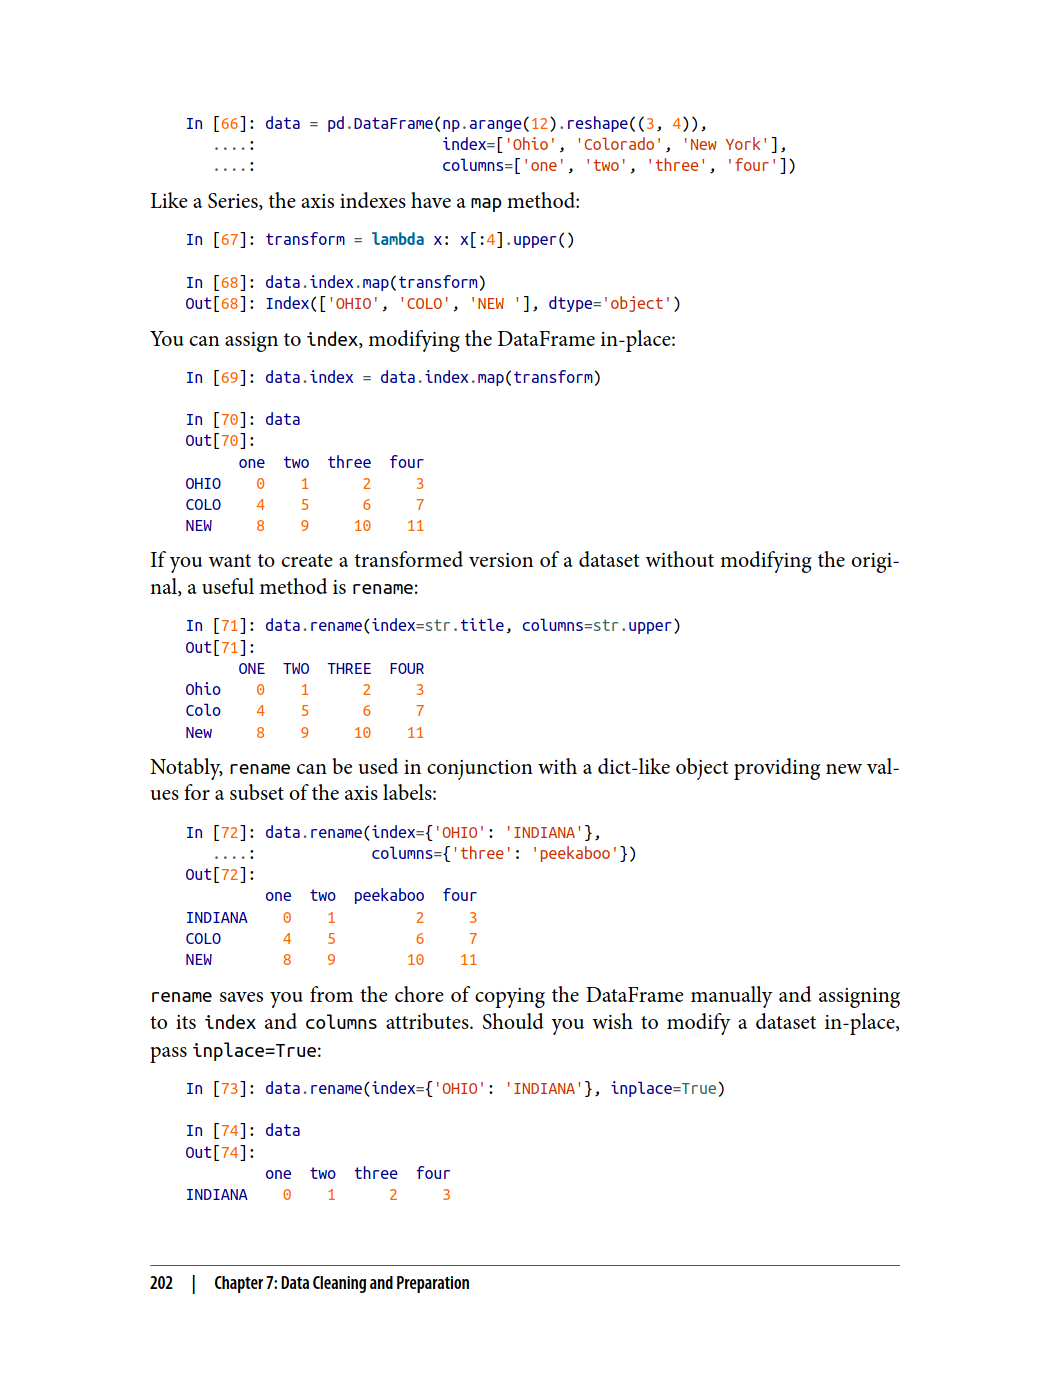 In [66]: data = pd.DataFrame(np.arange(12).reshape((3, 4)),
   ....:                     index=['Ohio', 'Colorado', 'New York'],
   ....:                     columns=['one', 'two', 'three', 'four'])
Like a Series, the axis indexes have a map method:
In [67]: transform = lambda x: x[:4].upper()
In [68]: data.index.map(transform)
Out[68]: Index(['OHIO', 'COLO', 'NEW '], dtype='object')
You can assign to index, modifying the DataFrame in-place:
In [69]: data.index = data.index.map(transform)
In [70]: data
Out[70]:
      one  two  three  four
OHIO    0    1      2     3
COLO    4    5      6     7
NEW     8    9     10    11
If you want to create a transformed version of a dataset without modifying the origi-
nal, a useful method is rename:
In [71]: data.rename(index=str.title, columns=str.upper)
Out[71]:
      ONE  TWO  THREE  FOUR
Ohio    0    1      2     3
Colo    4    5      6     7
New     8    9     10    11
Notably, rename can be used in conjunction with a dict-like object providing new val-
ues for a subset of the axis labels:
In [72]: data.rename(index={'OHIO': 'INDIANA'},
   ....:             columns={'three': 'peekaboo'})
Out[72]:
         one  two  peekaboo  four
INDIANA    0    1         2     3
COLO       4    5         6     7
NEW        8    9        10    11
rename saves you from the chore of copying the DataFrame manually and assigning
to its index and columns attributes. Should you wish to modify a dataset in-place,
pass inplace=True:
In [73]: data.rename(index={'OHIO': 'INDIANA'}, inplace=True)
In [74]: data
Out[74]:
         one  two  three  four
INDIANA    0    1      2     3
202 | Chapter 7: Data Cleaning and Preparation